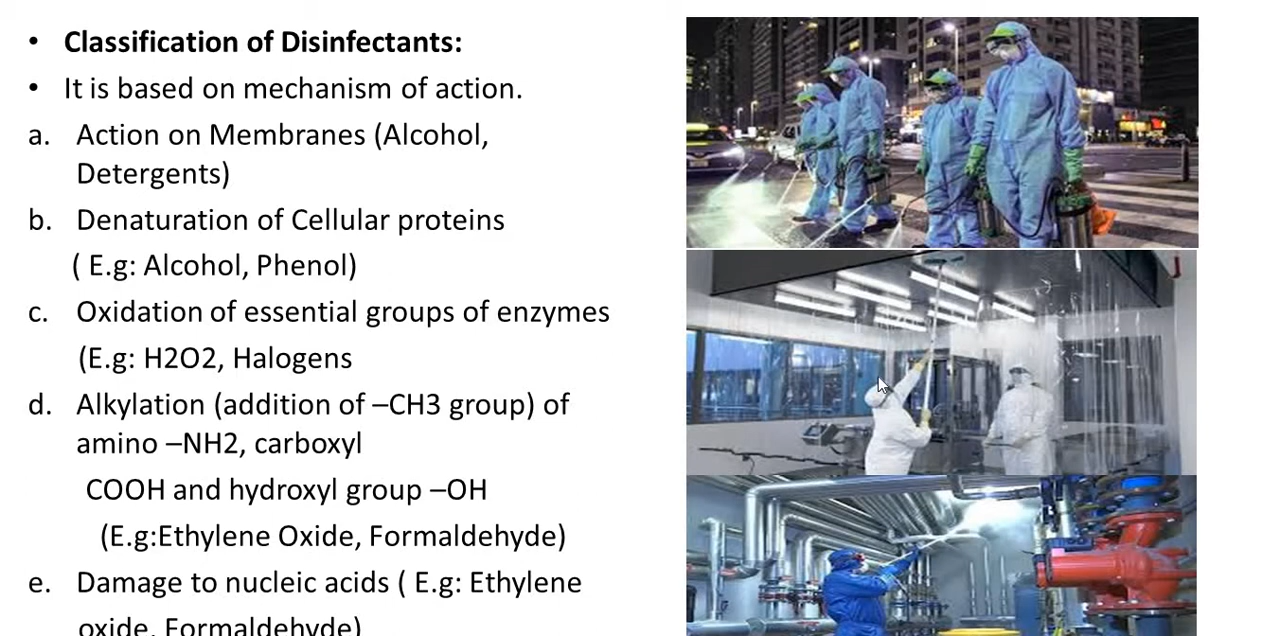 • Classification of Disinfectants:
• It is based on mechanism of action.
a. Action on Membranes (Alcohol,
Detergents)
b. Denaturation of Cellular proteins
( E.g: Alcohol, Phenol)
c. Oxidation of essential groups of enzymes
(E.g: H2O2, Halogens
d. Alkylation (addition of –CH3 group) of
amino –NH2, carboxyl
COOH and hydroxyl group –OH
(E.g:Ethylene Oxide, Formaldehyde)
e. Damage to nucleic acids ( E.g: Ethylene
oxide, Formaldehyde)